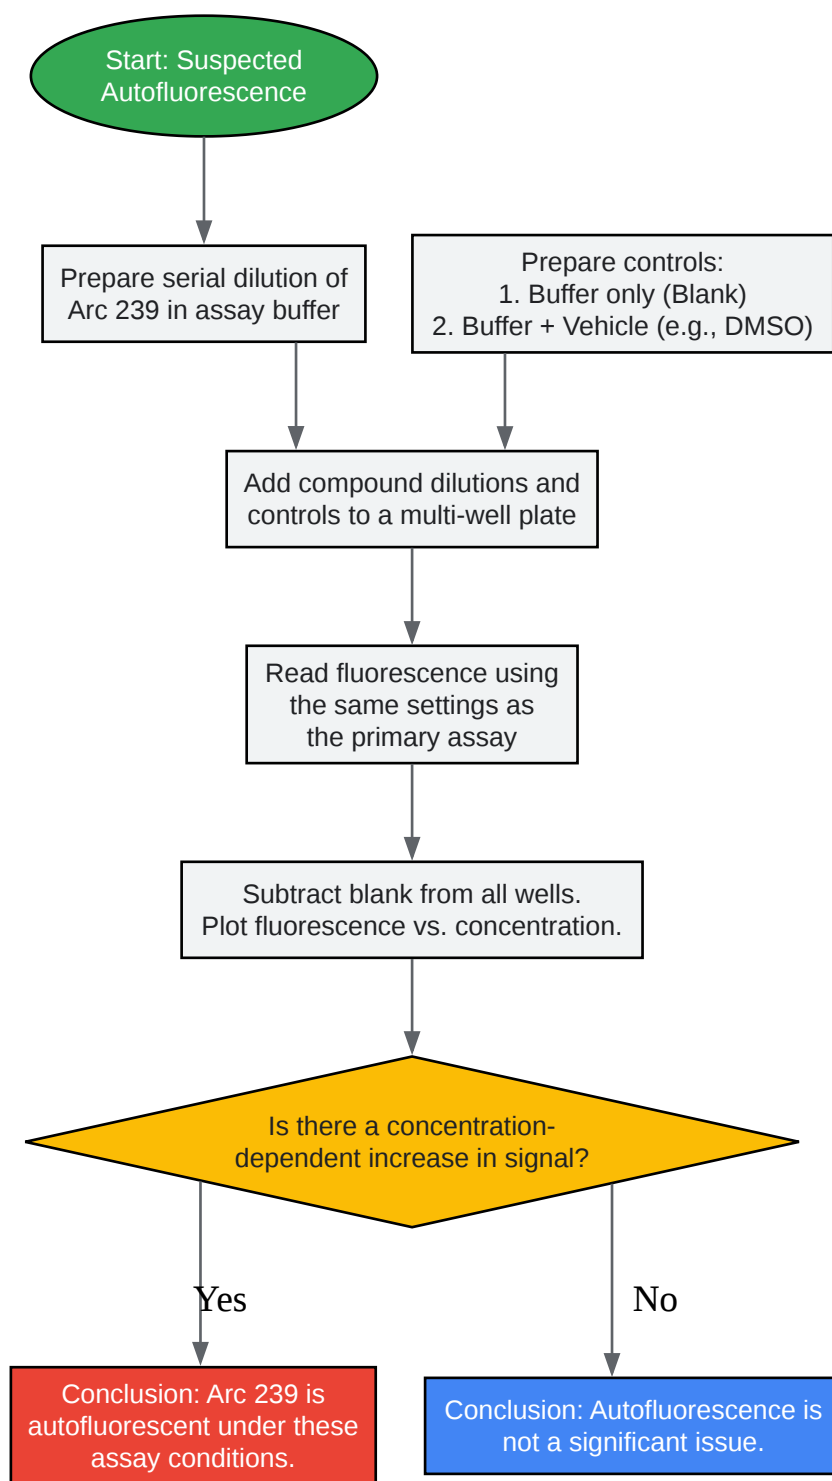 Start: Suspected
Autofluorescence
Prepare serial dilution of
Arc 239 in assay buffer
Prepare controls:
1. Buffer only (Blank)
2. Buffer + Vehicle (e.g., DMSO)
Add compound dilutions and
controls to a multi-well plate
Read fluorescence using
the same settings as
the primary assay
Subtract blank from all wells.
Plot fluorescence vs. concentration.
Is there a concentration-
dependent increase in signal?
Yes
No
Conclusion: Arc 239 is
autofluorescent under these
assay conditions.
Conclusion: Autofluorescence is
not a significant issue.